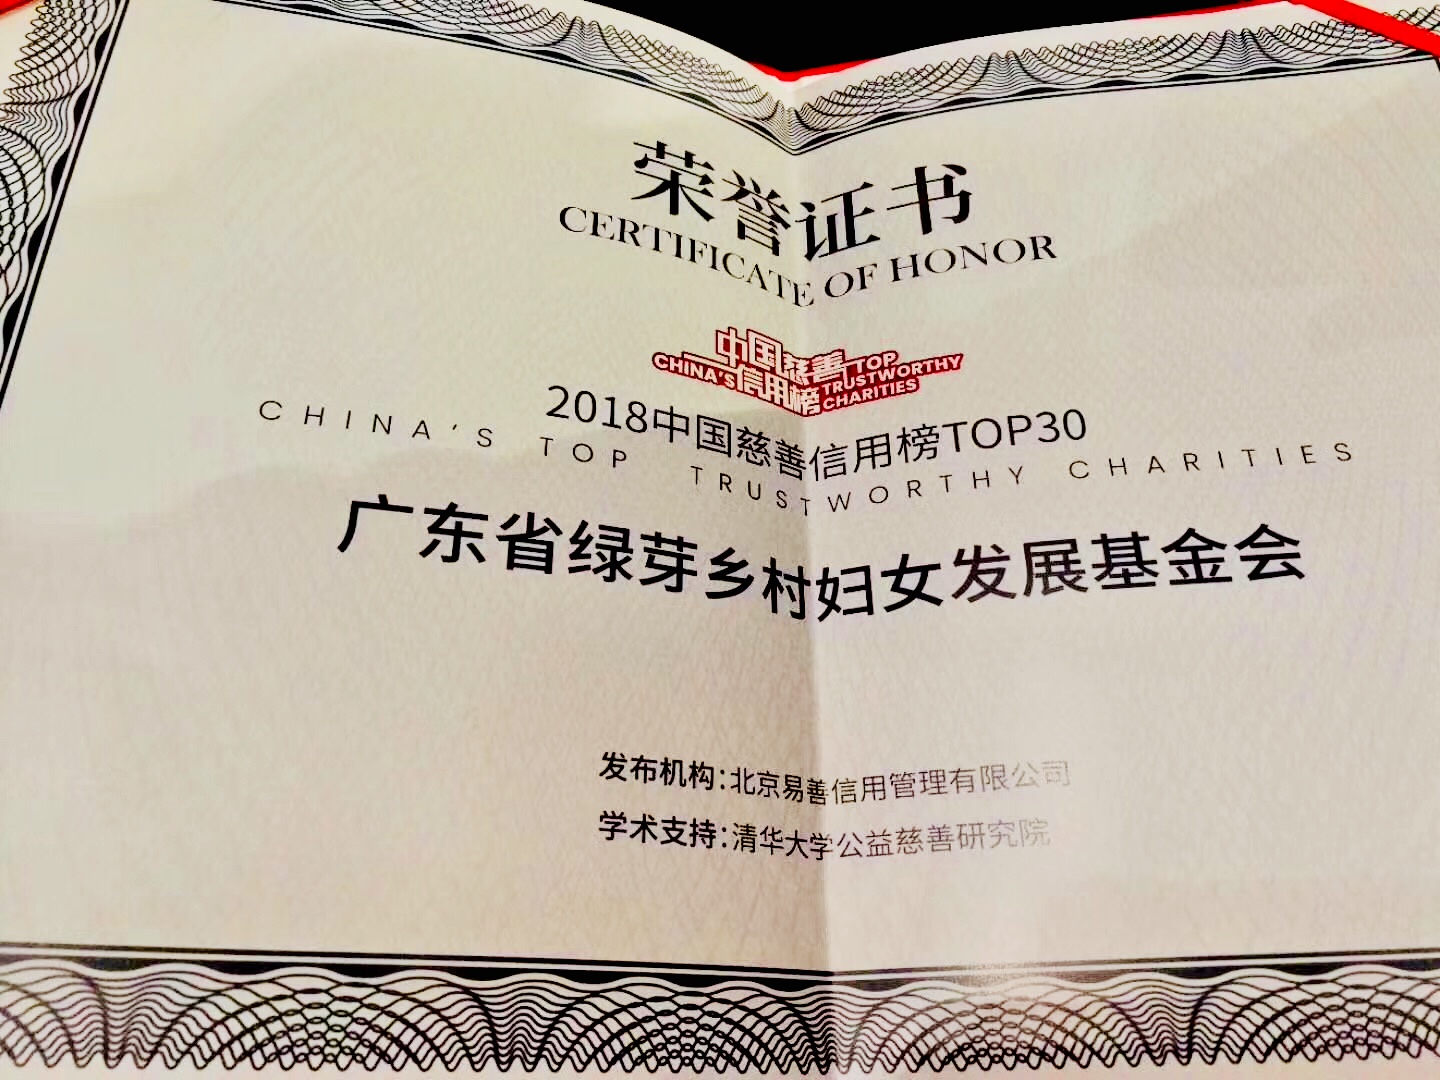 荣誉证书
CERTIFICATE OF HONOR
中国慈善信用榜
CHINA'S TOP TRUSTWORTHY CHARITIES
2018中国慈善信用榜TOP30
CHINA'S TOP TRUSTWORTHY CHARITIES
广东省绿芽乡村妇女发展基金会
发布机构:北京易善信用管理有限公司
学术支持:清华大学公益慈善研究院